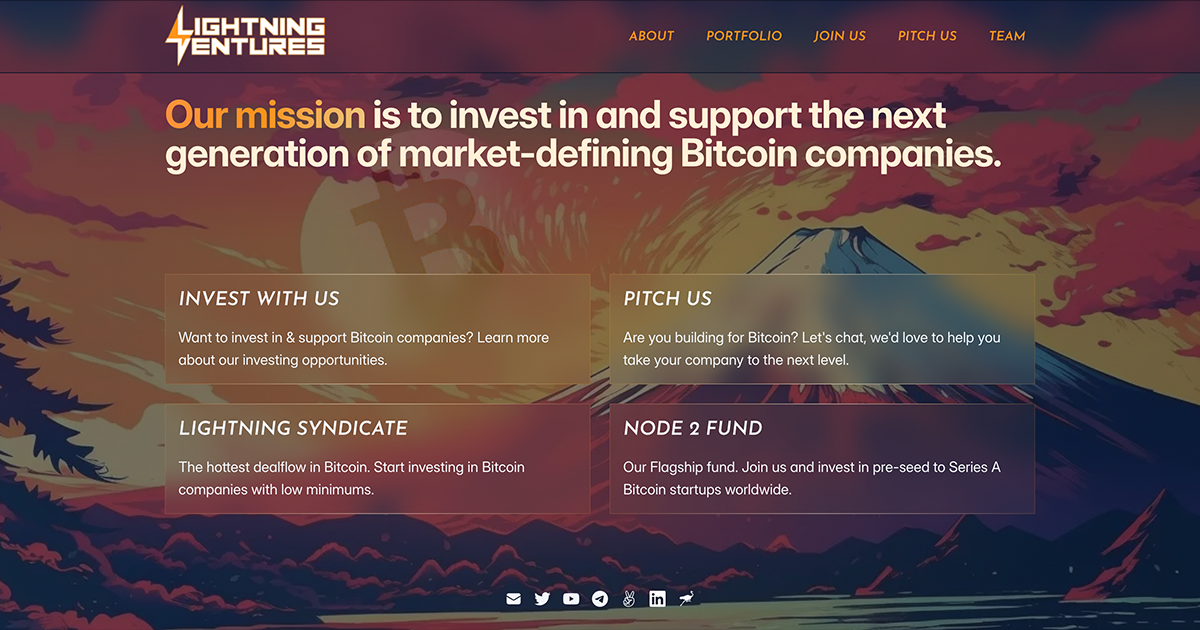 LIGHTNING
VENTURES
ABOUT PORTFOLIO JOIN US PITCH US TEAM
Our mission is to invest in and support the next
generation of market-defining Bitcoin companies.
INVEST WITH US
Want to invest in & support Bitcoin companies? Learn more
about our investing opportunities.
PITCH US
Are you building for Bitcoin? Let's chat, we'd love to help you
take your company to the next level.
LIGHTNING SYNDICATE
The hottest dealflow in Bitcoin. Start investing in Bitcoin
companies with low minimums.
NODE 2 FUND
Our Flagship fund. Join us and invest in pre-seed to Series A
Bitcoin startups worldwide.